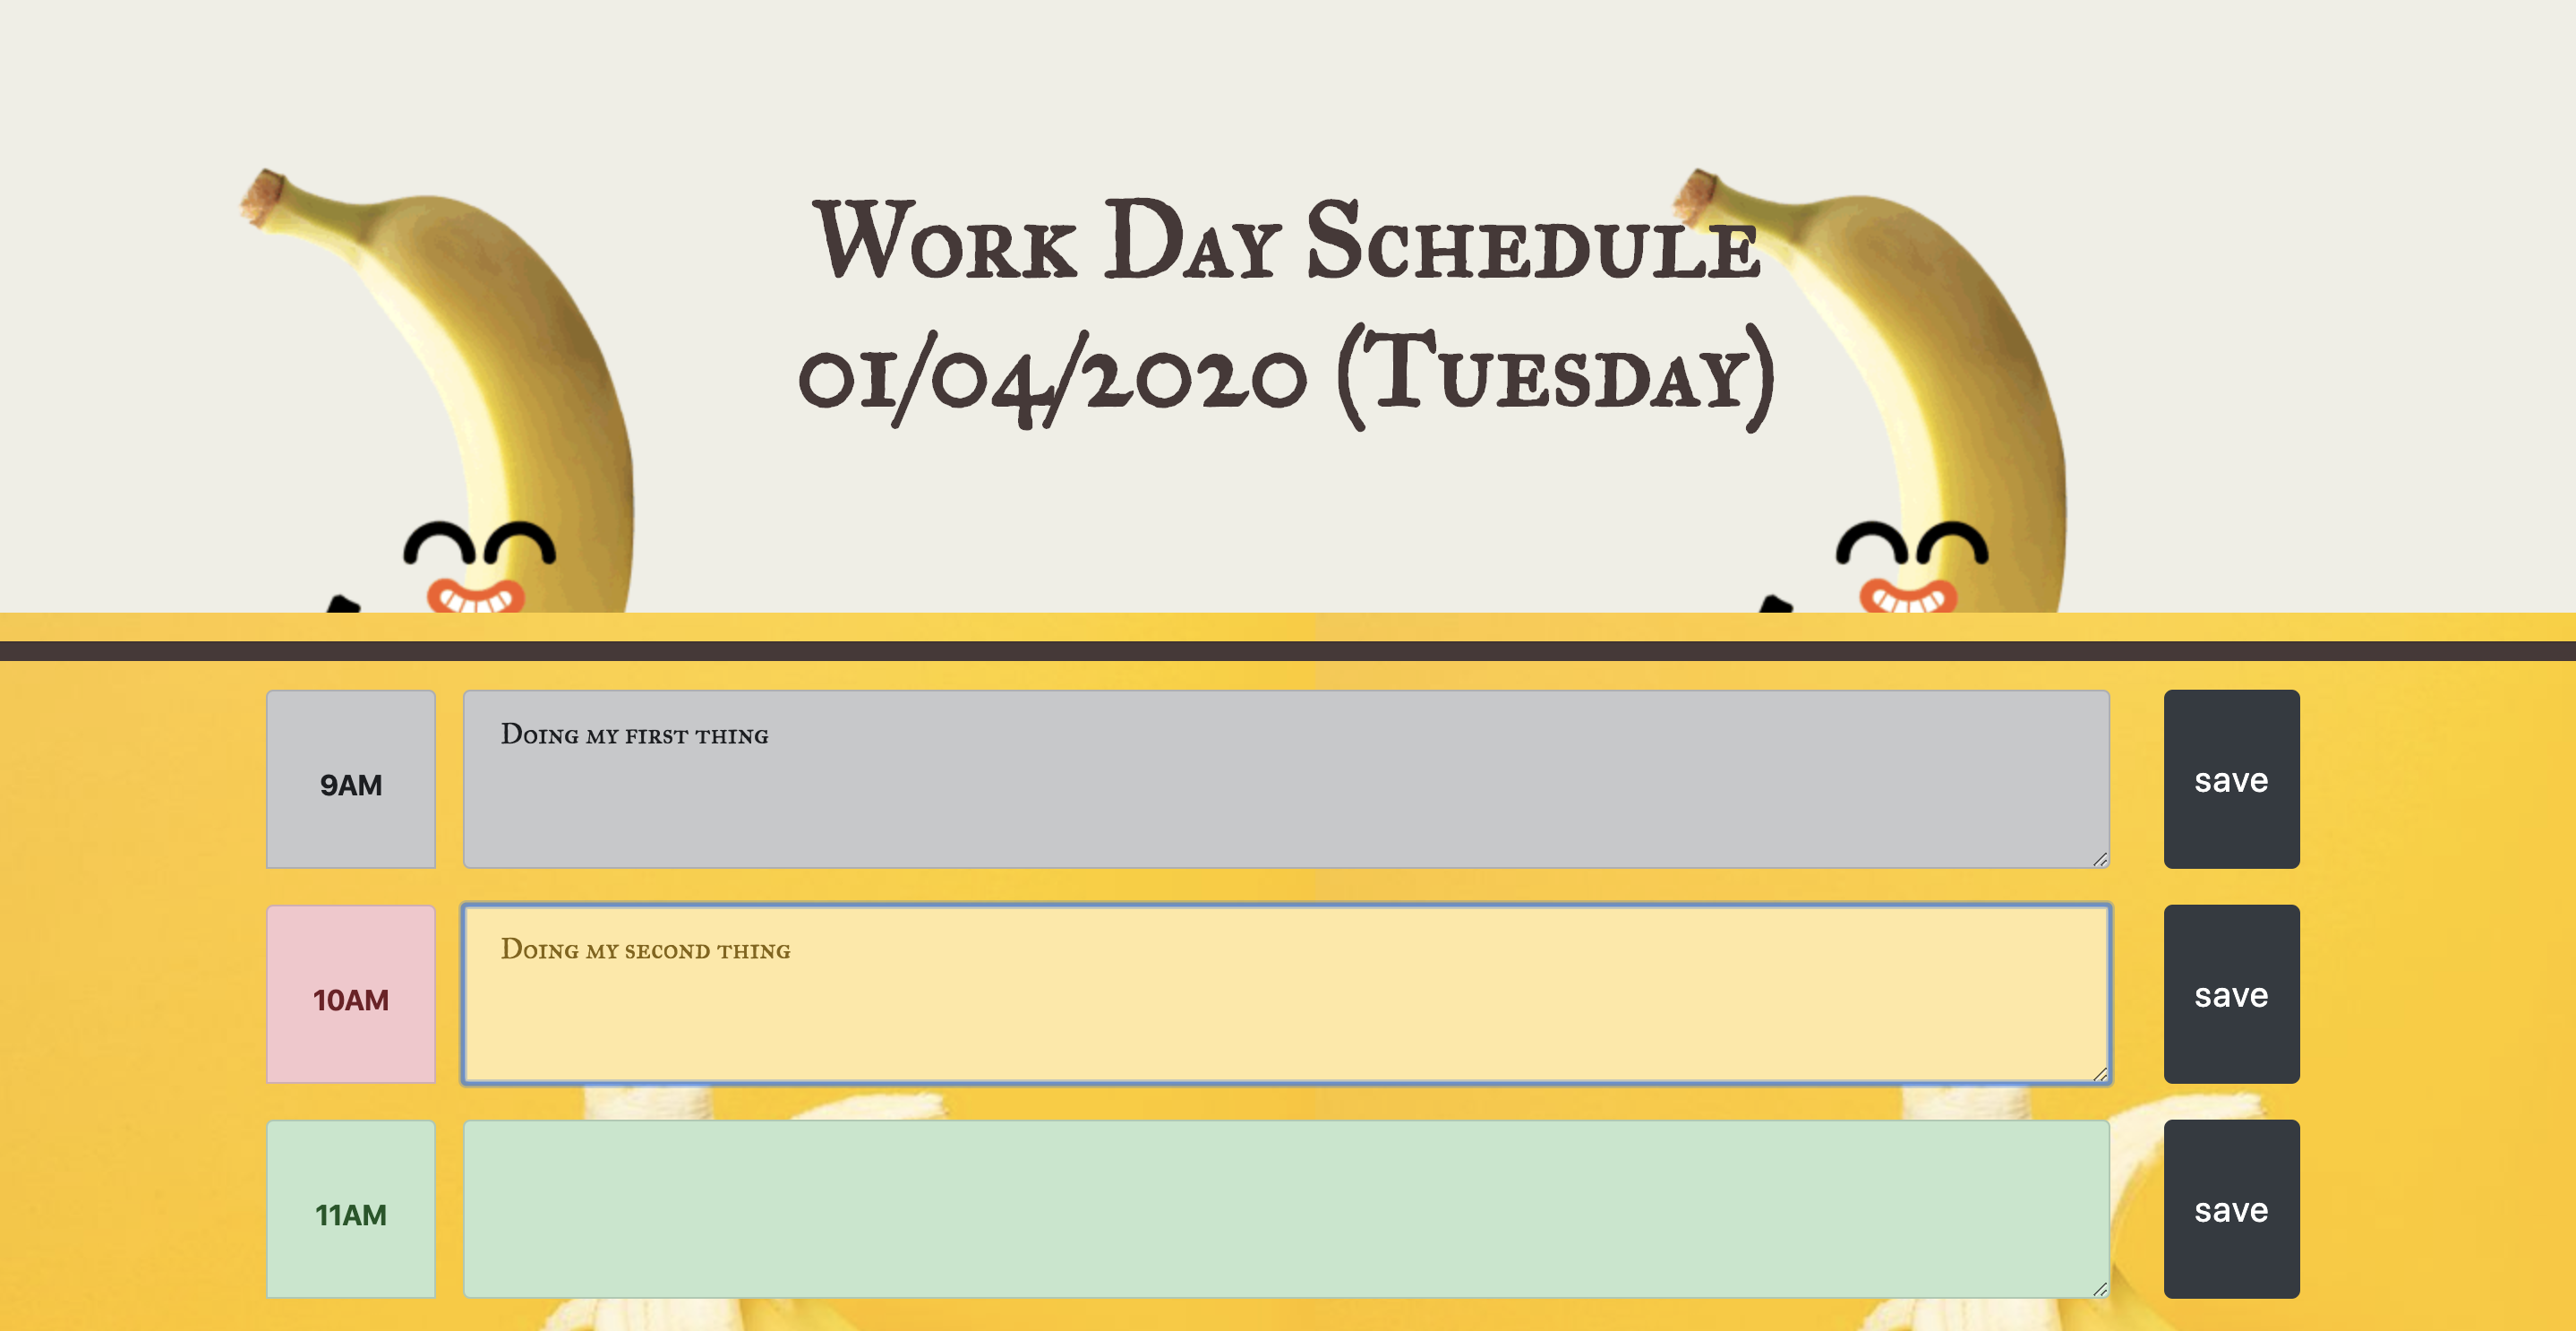 Work Day Schedule
01/04/2020 (Tuesday)
9AM
Doing my first thing
save
10AM
Doing my second thing
save
11AM
save